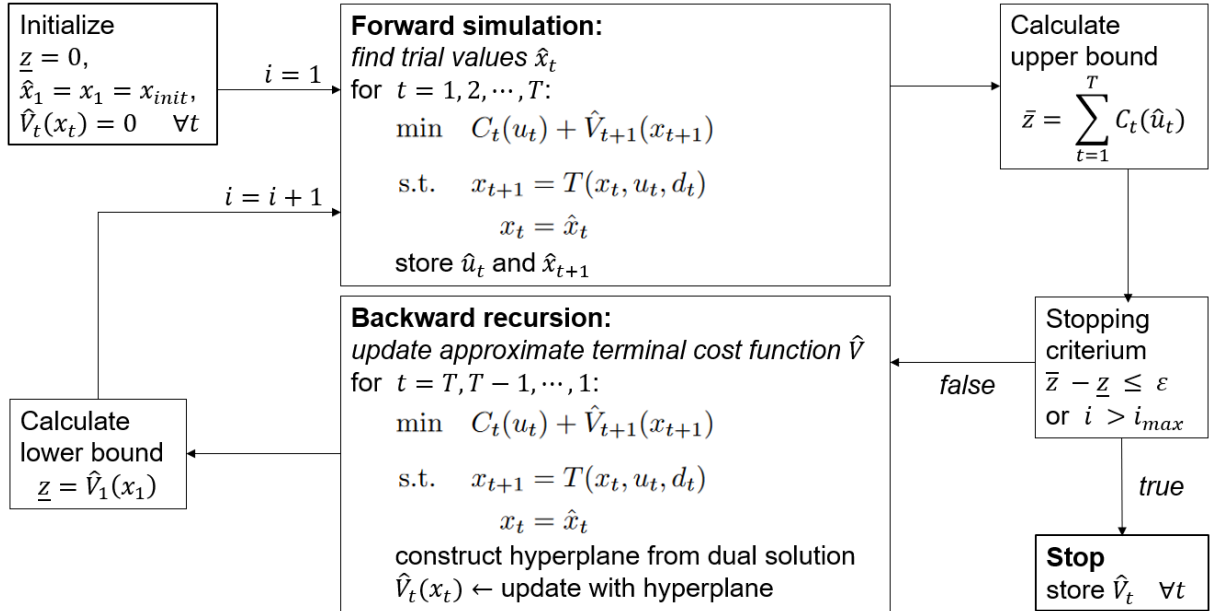 Initialize
z̲ = 0,
x̂₁ = x₁ = x_init,
V̂_t(x_t) = 0 ∀t
i = 1
Forward simulation:
find trial values x̂_t
for t = 1, 2, ⋯, T:
min C_t(u_t) + V̂_{t+1}(x_{t+1})
s.t. x_{t+1} = T(x_t, u_t, d_t)
x_t = x̂_t
store û_t and x̂_{t+1}
Calculate
upper bound
z̄ = ∑_{t=1}^{T} C_t(û_t)
i = i + 1
Stopping
criterium
z̄ − z̲ ≤ ε
or i > i_max
false
true
Stop
store V̂_t ∀t
Backward recursion:
update approximate terminal cost function V̂
for t = T, T − 1, ⋯, 1:
min C_t(u_t) + V̂_{t+1}(x_{t+1})
s.t. x_{t+1} = T(x_t, u_t, d_t)
x_t = x̂_t
construct hyperplane from dual solution
V̂_t(x_t) ← update with hyperplane
Calculate
lower bound
z̲ = V̂₁(x₁)